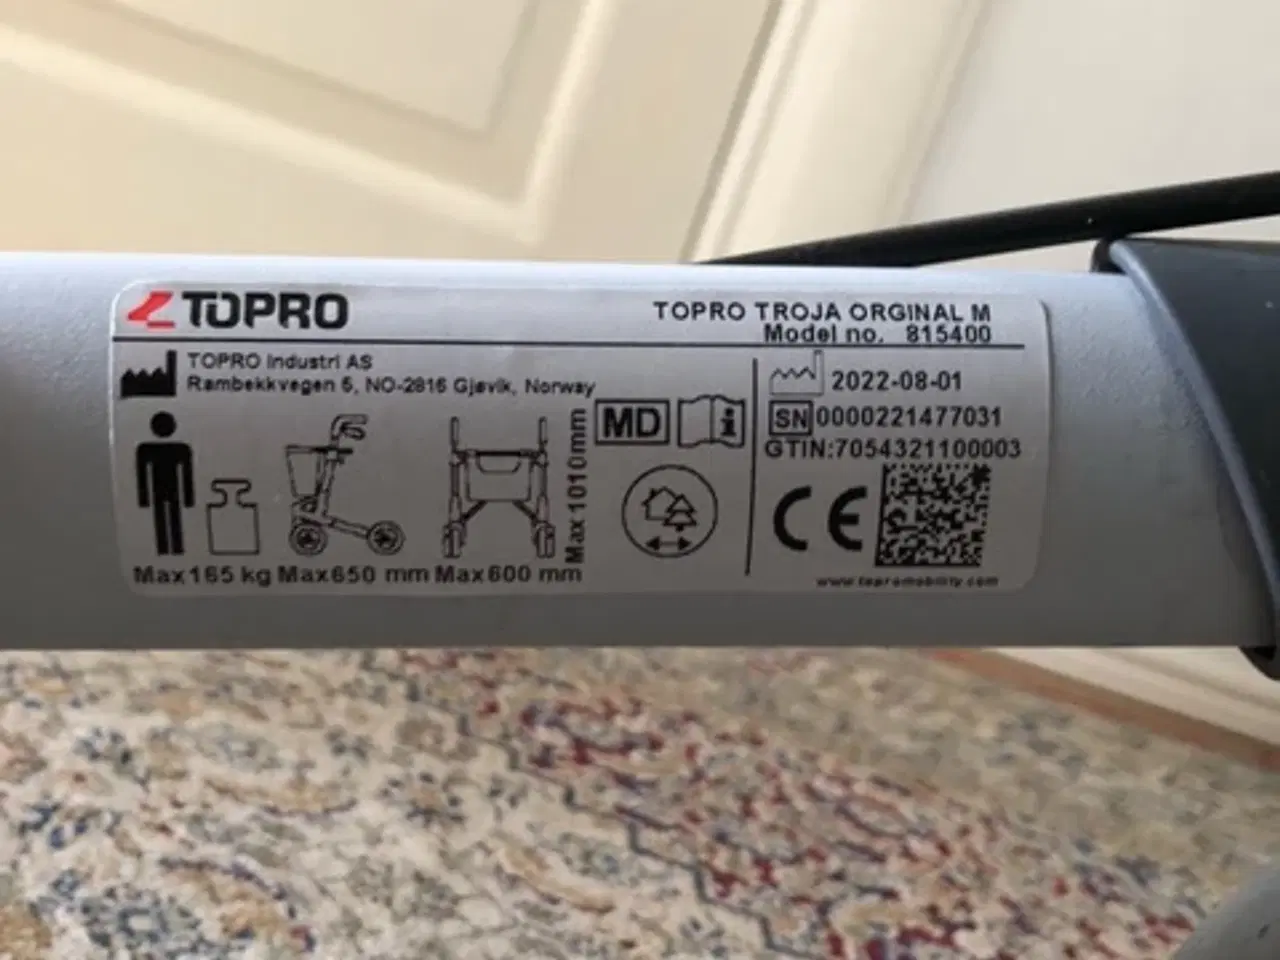 TOPRO
TOPRO TROJA ORGINAL M
Model no. 815400
TOPRO Industri AS
Rambekkvegen 5, NO-2816 Gjøvik, Norway
2022-08-01
MD
SN 0000221477031
GTIN:7054321100003
CE
Max 165 kg
Max 650 mm
Max 600 mm
Max 1010mm
www.topromobility.com